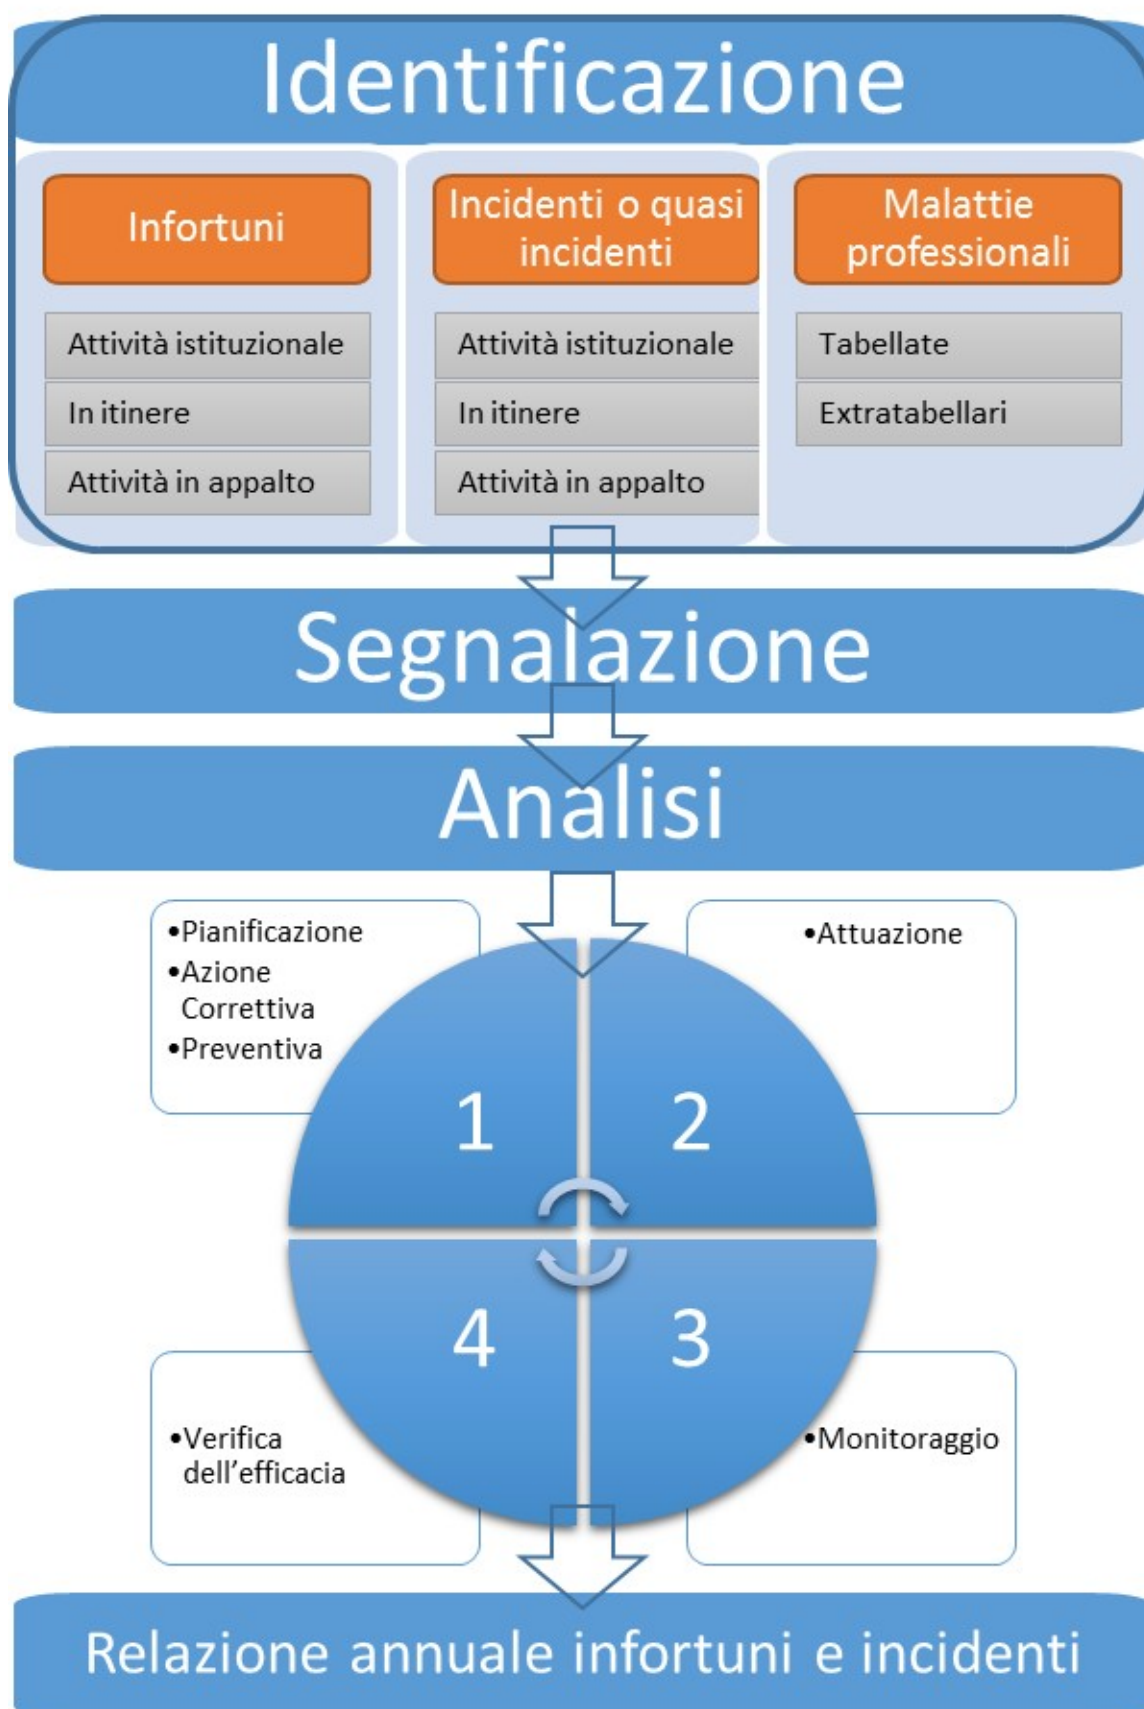 Identificazione
Infortuni
Attività istituzionale
In itinere
Attività in appalto
Incidenti o quasi
incidenti
Attività istituzionale
In itinere
Attività in appalto
Malattie
professionali
Tabellate
Extratabellari
Segnalazione
Analisi
•Pianificazione
•Azione
Correttiva
•Preventiva
1
•Attuazione
2
•Monitoraggio
3
•Verifica
dell’efficacia
4
Relazione annuale infortuni e incidenti